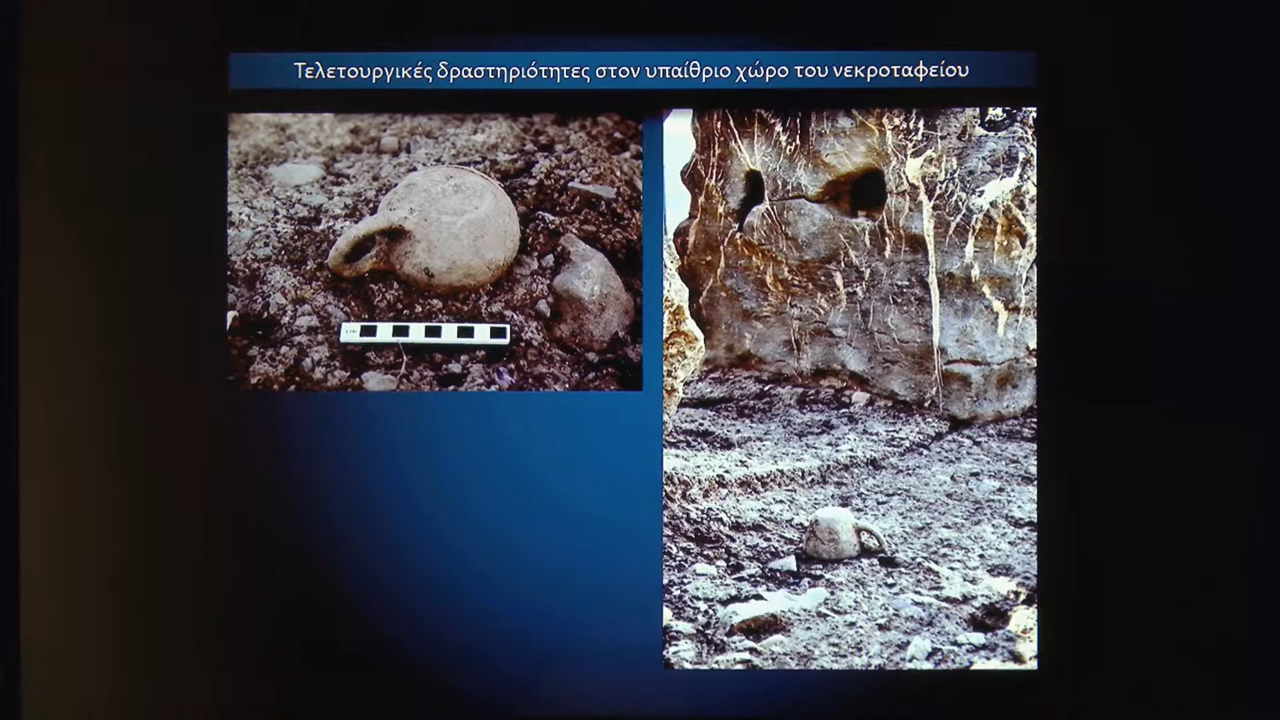 Τελετουργικές δραστηριότητες στον υπαίθριο χώρο του νεκροταφείου